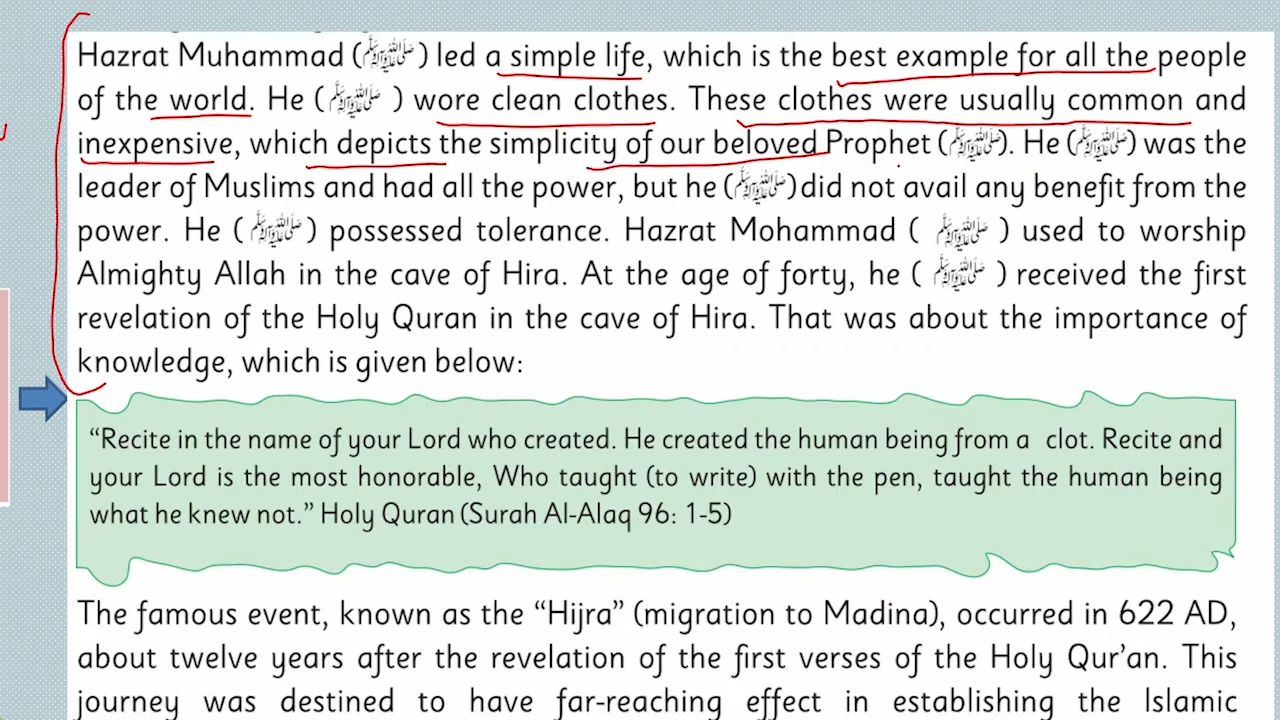 Hazrat Muhammad (ﷺ) led a simple life, which is the best example for all the people
of the world. He (ﷺ) wore clean clothes. These clothes were usually common and
inexpensive, which depicts the simplicity of our beloved Prophet (ﷺ). He (ﷺ) was the
leader of Muslims and had all the power, but he (ﷺ) did not avail any benefit from the
power. He (ﷺ) possessed tolerance. Hazrat Mohammad (ﷺ) used to worship
Almighty Allah in the cave of Hira. At the age of forty, he (ﷺ) received the first
revelation of the Holy Quran in the cave of Hira. That was about the importance of
knowledge, which is given below:
“Recite in the name of your Lord who created. He created the human being from a clot. Recite and
your Lord is the most honorable, Who taught (to write) with the pen, taught the human being
what he knew not.” Holy Quran (Surah Al-Alaq 96: 1-5)
The famous event, known as the “Hijra” (migration to Madina), occurred in 622 AD,
about twelve years after the revelation of the first verses of the Holy Qur’an. This
journey was destined to have far-reaching effect in establishing the Islamic